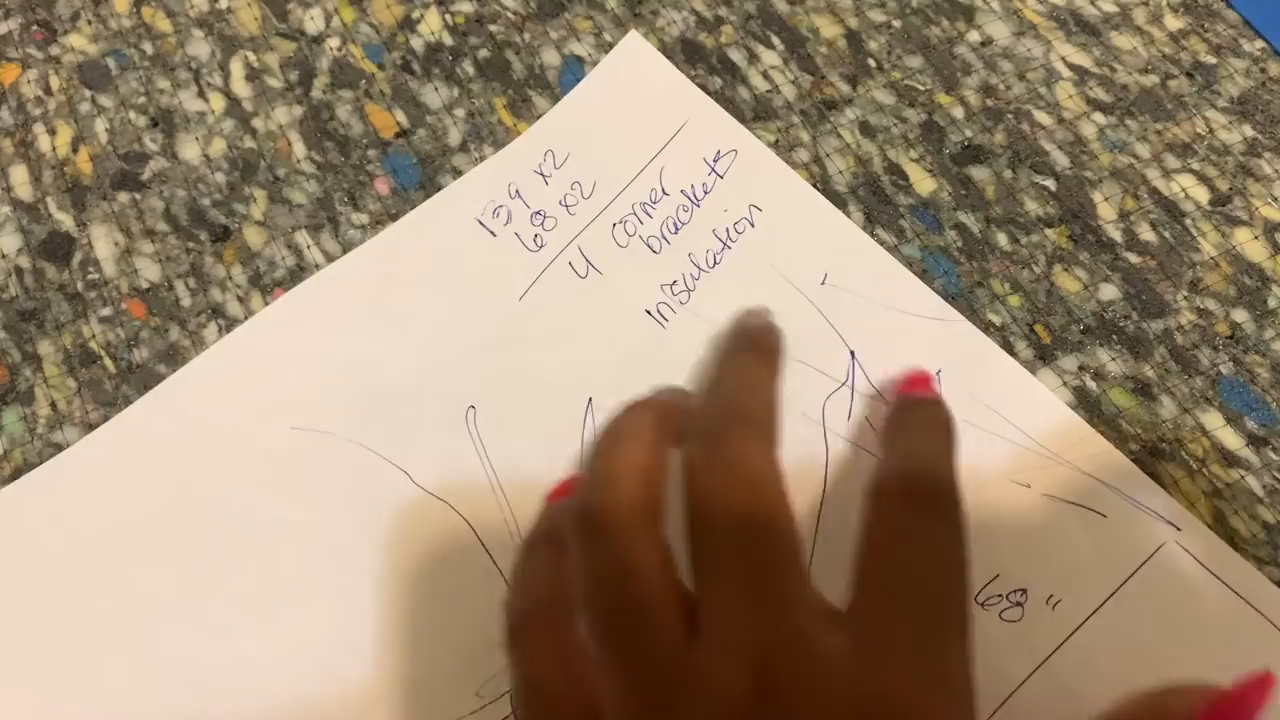 139 x2
68 x2
4 corner
brackets
insulation
68"